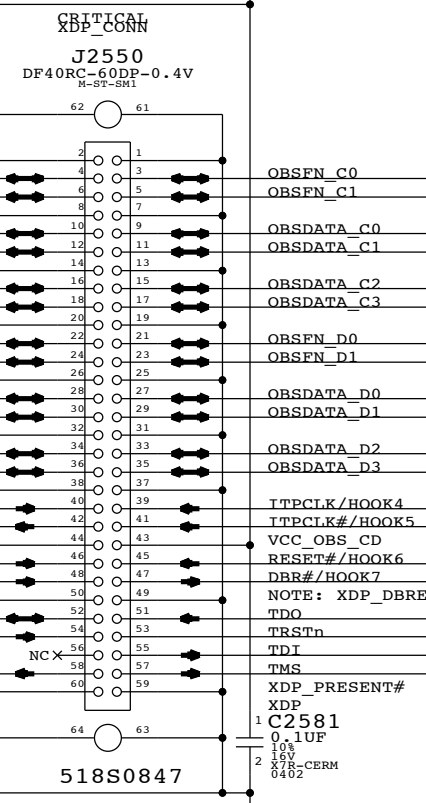 CRITICAL
XDP_CONN
J2550
DF40RC-60DP-0.4V
M-ST-SM1
62 61
2 1
4 3 OBSFN_C0
6 5 OBSFN_C1
8 7
10 9 OBSDATA_C0
12 11 OBSDATA_C1
14 13
16 15 OBSDATA_C2
18 17 OBSDATA_C3
20 19
22 21 OBSFN_D0
24 23 OBSFN_D1
26 25
28 27 OBSDATA_D0
30 29 OBSDATA_D1
32 31
34 33 OBSDATA_D2
36 35 OBSDATA_D3
38 37
40 39 ITPCLK/HOOK4
42 41 ITPCLK#/HOOK5
44 43 VCC_OBS_CD
46 45 RESET#/HOOK6
48 47 DBR#/HOOK7
50 49 NOTE: XDP_DBRE
52 51 TDO
54 53 TRSTn
NC 56 55 TDI
58 57 TMS
60 59 XDP_PRESENT#
XDP
1 C2581
64 63 0.1UF
10%
16V
2 X7R-CERM
0402
518S0847